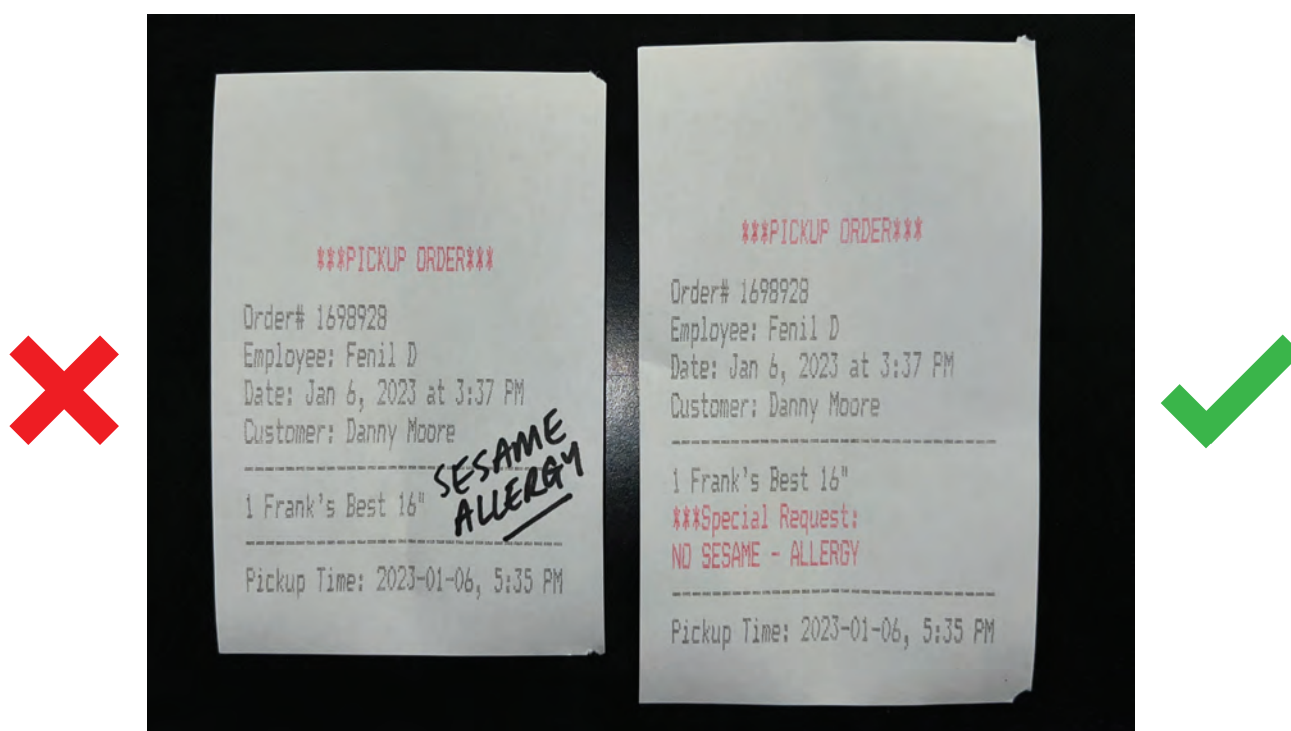 ***PICKUP ORDER***
Order# 1698928
Employee: Fenil D
Date: Jan 6, 2023 at 3:37 PM
Customer: Danny Moore
1 Frank's Best 16"
SESAME
ALLERGY
Pickup Time: 2023-01-06, 5:35 PM
***PICKUP ORDER***
Order# 1698928
Employee: Fenil D
Date: Jan 6, 2023 at 3:37 PM
Customer: Danny Moore
1 Frank's Best 16"
***Special Request:
NO SESAME - ALLERGY
Pickup Time: 2023-01-06, 5:35 PM